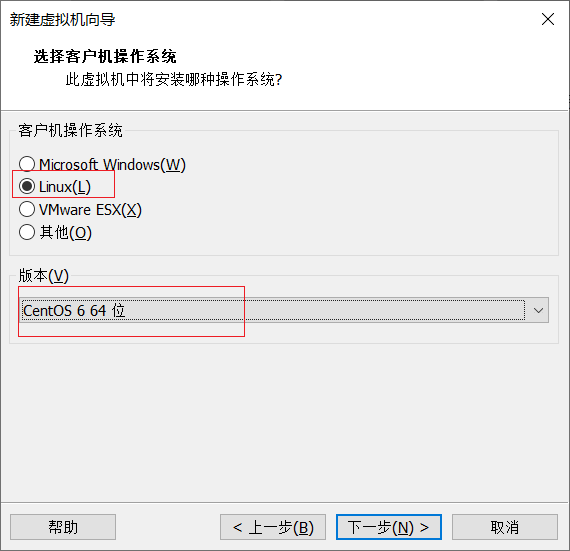 新建虚拟机向导
选择客户机操作系统
此虚拟机中将安装哪种操作系统?
客户机操作系统
Microsoft Windows(W)
Linux(L)
VMware ESX(X)
其他(O)
版本(V)
CentOS 6 64 位
帮助
< 上一步(B)
下一步(N) >
取消